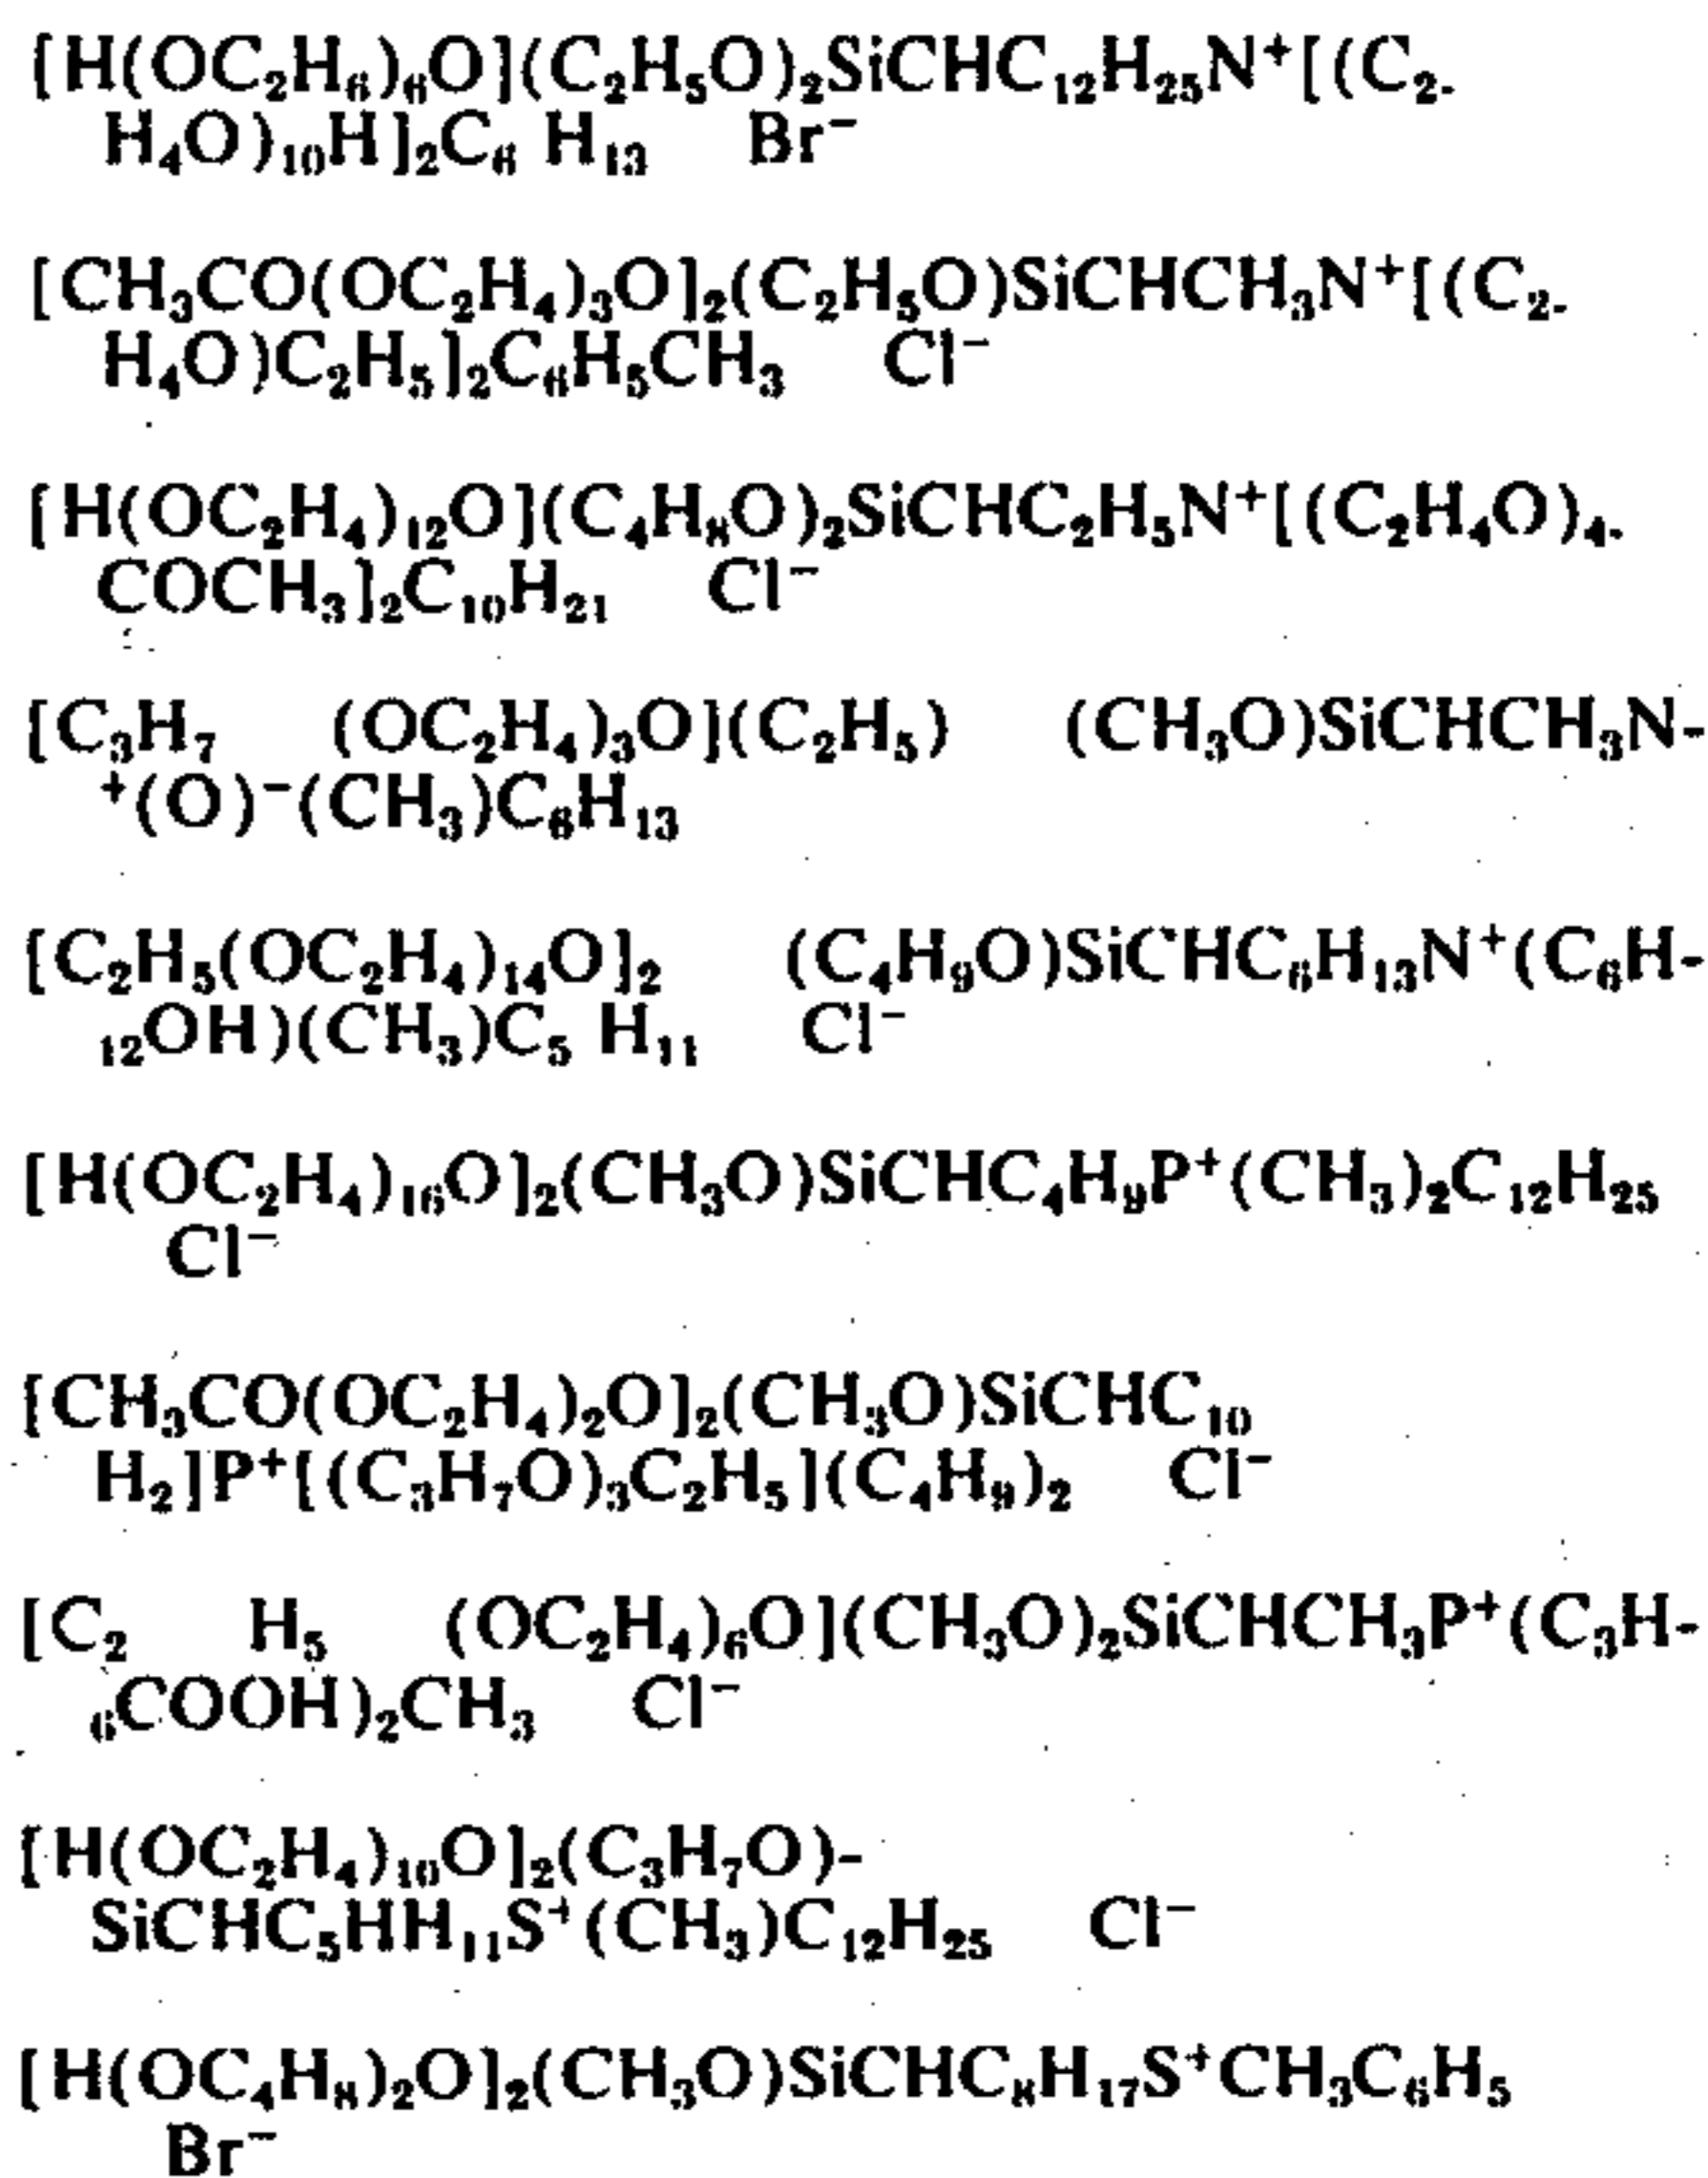 [H(OC₂H₆)₆O](C₂H₅O)₂SiCHC₁₂H₂₅N⁺[(C₂-
H₄O)₁₀H]₂C₆ H₁₃ Br⁻
[CH₃CO(OC₂H₄)₃O]₂(C₂H₅O)SiCHCH₃N⁺[(C₂-
H₄O)C₂H₅]₂C₆H₅CH₃ Cl⁻
[H(OC₂H₄)₁₂O](C₄H₈O)₂SiCHC₂H₅N⁺[(C₂H₄O)₄-
COCH₃]₂C₁₀H₂₁ Cl⁻
[C₃H₇ (OC₂H₄)₃O](C₂H₅) (CH₃O)SiCHCH₃N-
⁺(O)⁻(CH₃)C₆H₁₃
[C₂H₅(OC₂H₄)₁₄O]₂ (C₄H₉O)SiCHC₆H₁₃N⁺(C₆H-
₁₂OH)(CH₃)C₅ H₁₁ Cl⁻
[H(OC₂H₄)₁₆O]₂(CH₃O)SiCHC₄H₉P⁺(CH₃)₂C₁₂H₂₅
Cl⁻
[CH₃CO(OC₂H₄)₂O]₂(CH₃O)SiCHC₁₀
H₂]P⁺[(C₃H₇O)₃C₂H₅](C₄H₉)₂ Cl⁻
[C₂ H₅ (OC₂H₄)₆O](CH₃O)₂SiCHCH₃P⁺(C₃H-
₆COOH)₂CH₃ Cl⁻
[H(OC₂H₄)₁₀O]₂(C₃H₇O)-
SiCHC₅HH₁₁S⁺(CH₃)C₁₂H₂₅ Cl⁻
[H(OC₄H₈)₂O]₂(CH₃O)SiCHC₈H₁₇S⁺CH₃C₆H₅
Br⁻